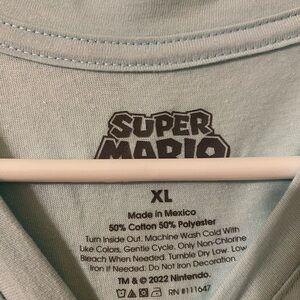 SUPER
MARIO
XL
Made in Mexico
50% Cotton 50% Polyester
Turn Inside Out. Machine Wash Cold With
Like Colors, Gentle Cycle. Only Non-Chlorine
Bleach When Needed. Tumble Dry Low. Low
Iron If Needed. Do Not Iron Decoration.
TM & © 2022 Nintendo.
RN #111647